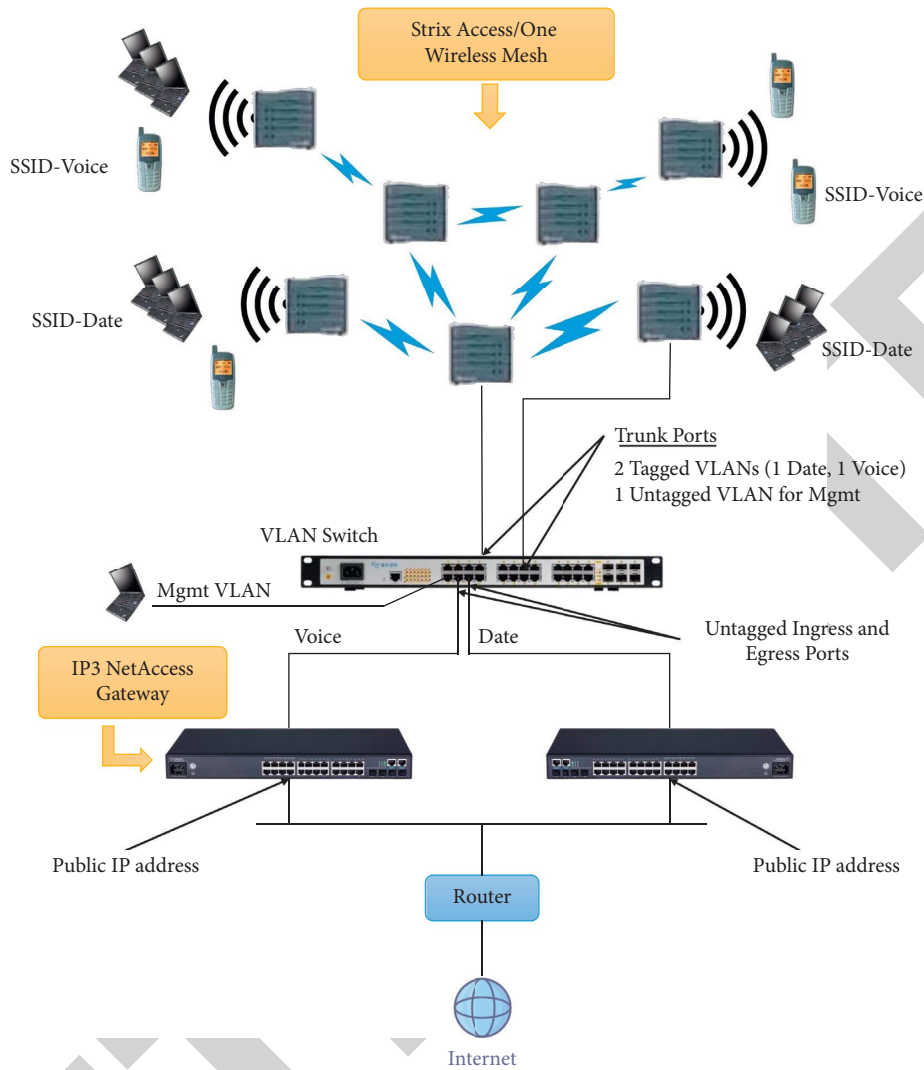 Strix Access/One
Wireless Mesh
SSID-Voice
SSID-Voice
SSID-Date
SSID-Date
Trunk Ports
2 Tagged VLANs (1 Date, 1 Voice)
1 Untagged VLAN for Mgmt
VLAN Switch
Mgmt VLAN
Voice
Date
Untagged Ingress and
Egress Ports
IP3 NetAccess
Gateway
Public IP address
Public IP address
Router
Internet